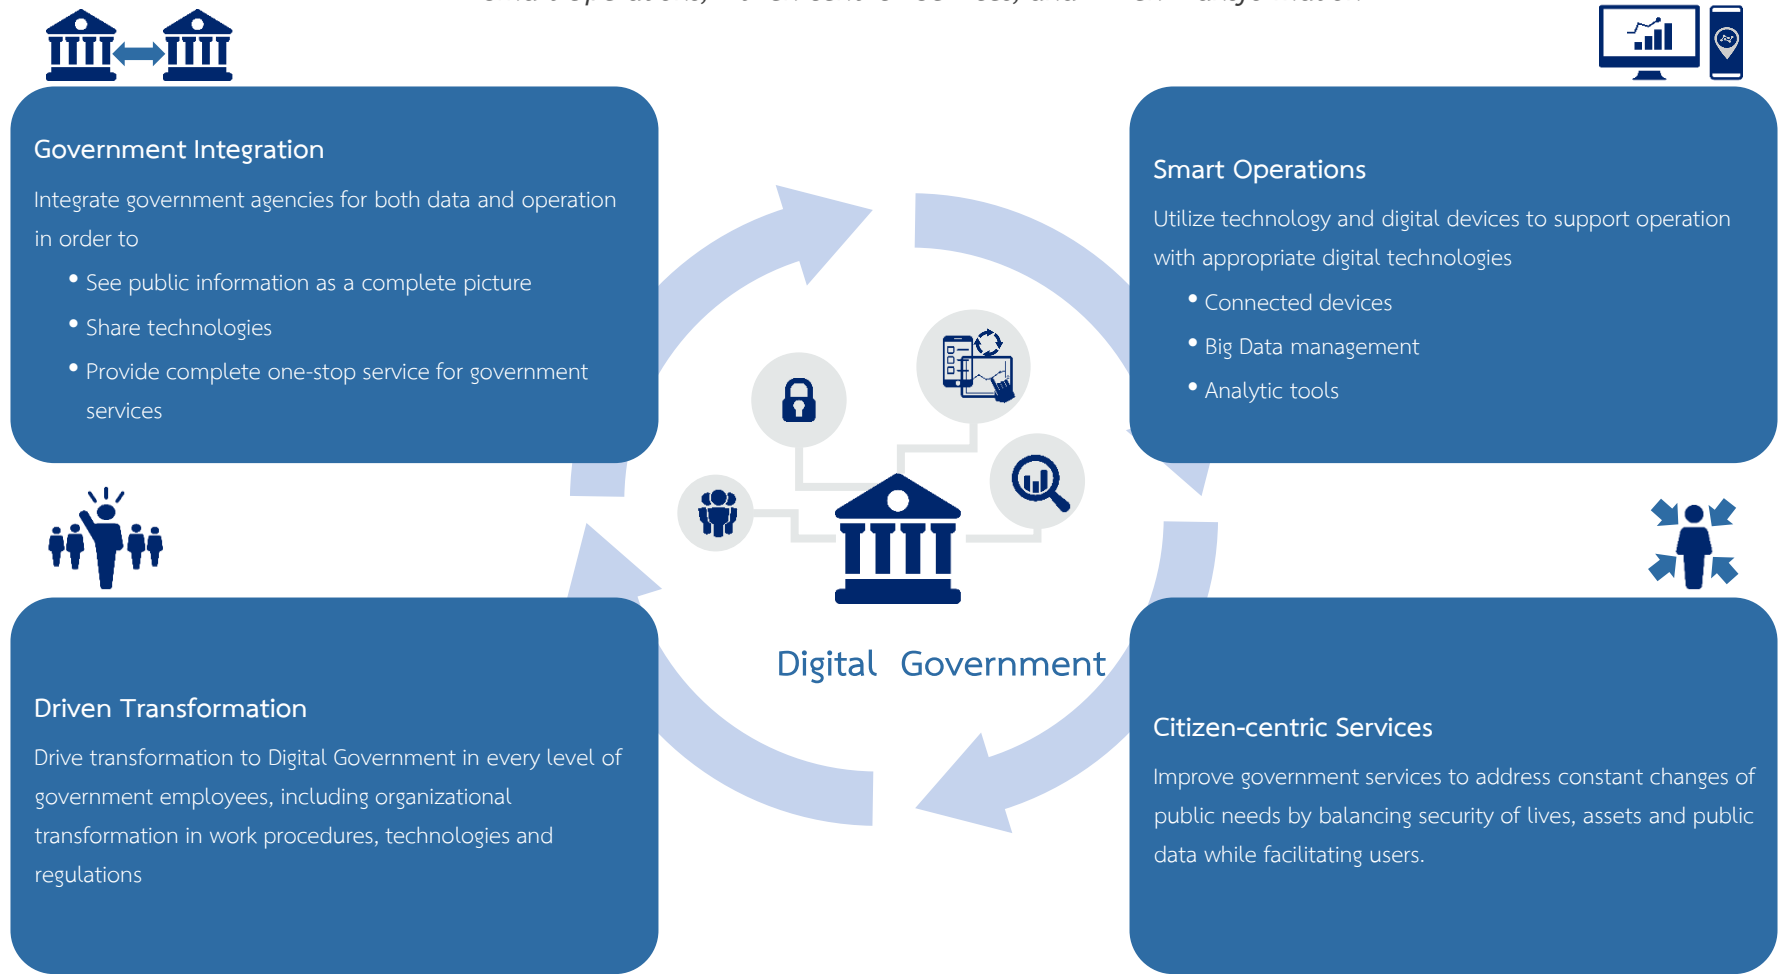 Government Integration
Integrate government agencies for both data and operation
in order to
• See public information as a complete picture
• Share technologies
• Provide complete one-stop service for government
services
Smart Operations
Utilize technology and digital devices to support operation
with appropriate digital technologies
• Connected devices
• Big Data management
• Analytic tools
Digital Government
Driven Transformation
Drive transformation to Digital Government in every level of
government employees, including organizational
transformation in work procedures, technologies and
regulations
Citizen-centric Services
Improve government services to address constant changes of
public needs by balancing security of lives, assets and public
data while facilitating users.